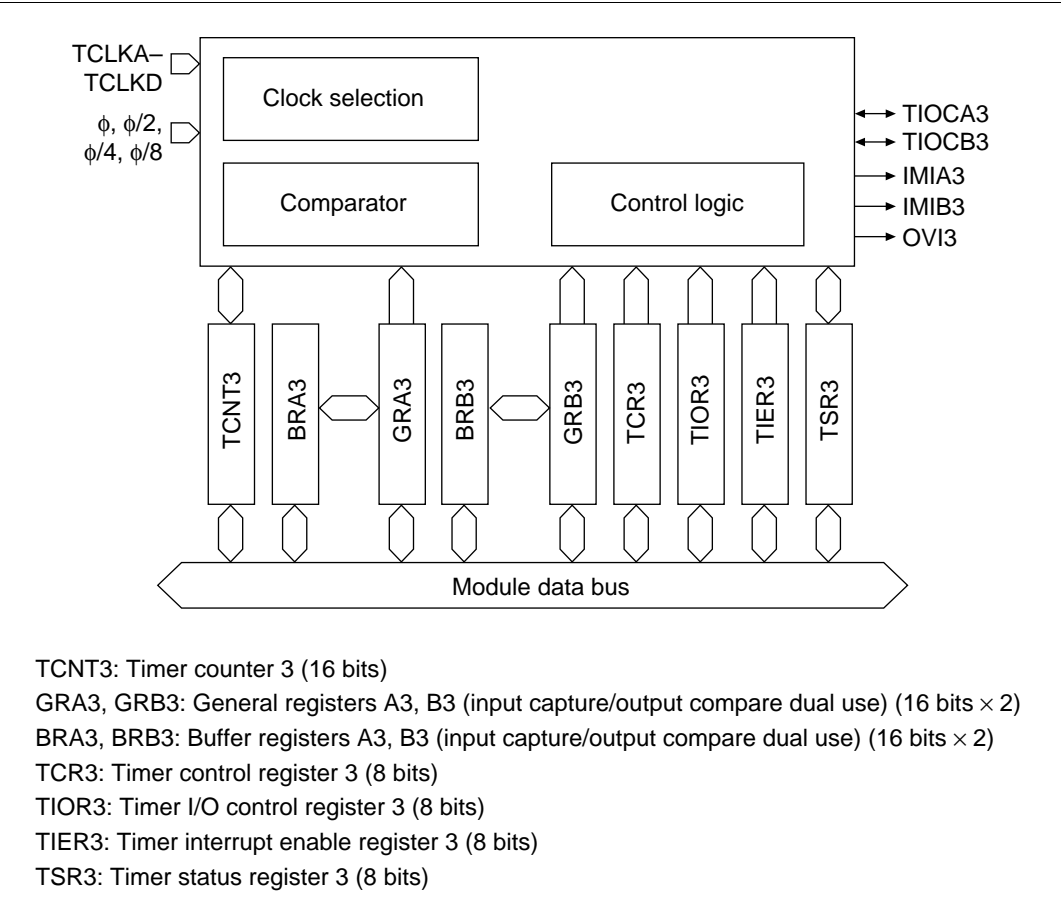 TCLKA–
TCLKD
ϕ, ϕ/2,
ϕ/4, ϕ/8
Clock selection
Comparator
Control logic
TIOCA3
TIOCB3
IMIA3
IMIB3
OVI3
TCNT3
BRA3
GRA3
BRB3
GRB3
TCR3
TIOR3
TIER3
TSR3
Module data bus
TCNT3: Timer counter 3 (16 bits)
GRA3, GRB3: General registers A3, B3 (input capture/output compare dual use) (16 bits × 2)
BRA3, BRB3: Buffer registers A3, B3 (input capture/output compare dual use) (16 bits × 2)
TCR3: Timer control register 3 (8 bits)
TIOR3: Timer I/O control register 3 (8 bits)
TIER3: Timer interrupt enable register 3 (8 bits)
TSR3: Timer status register 3 (8 bits)